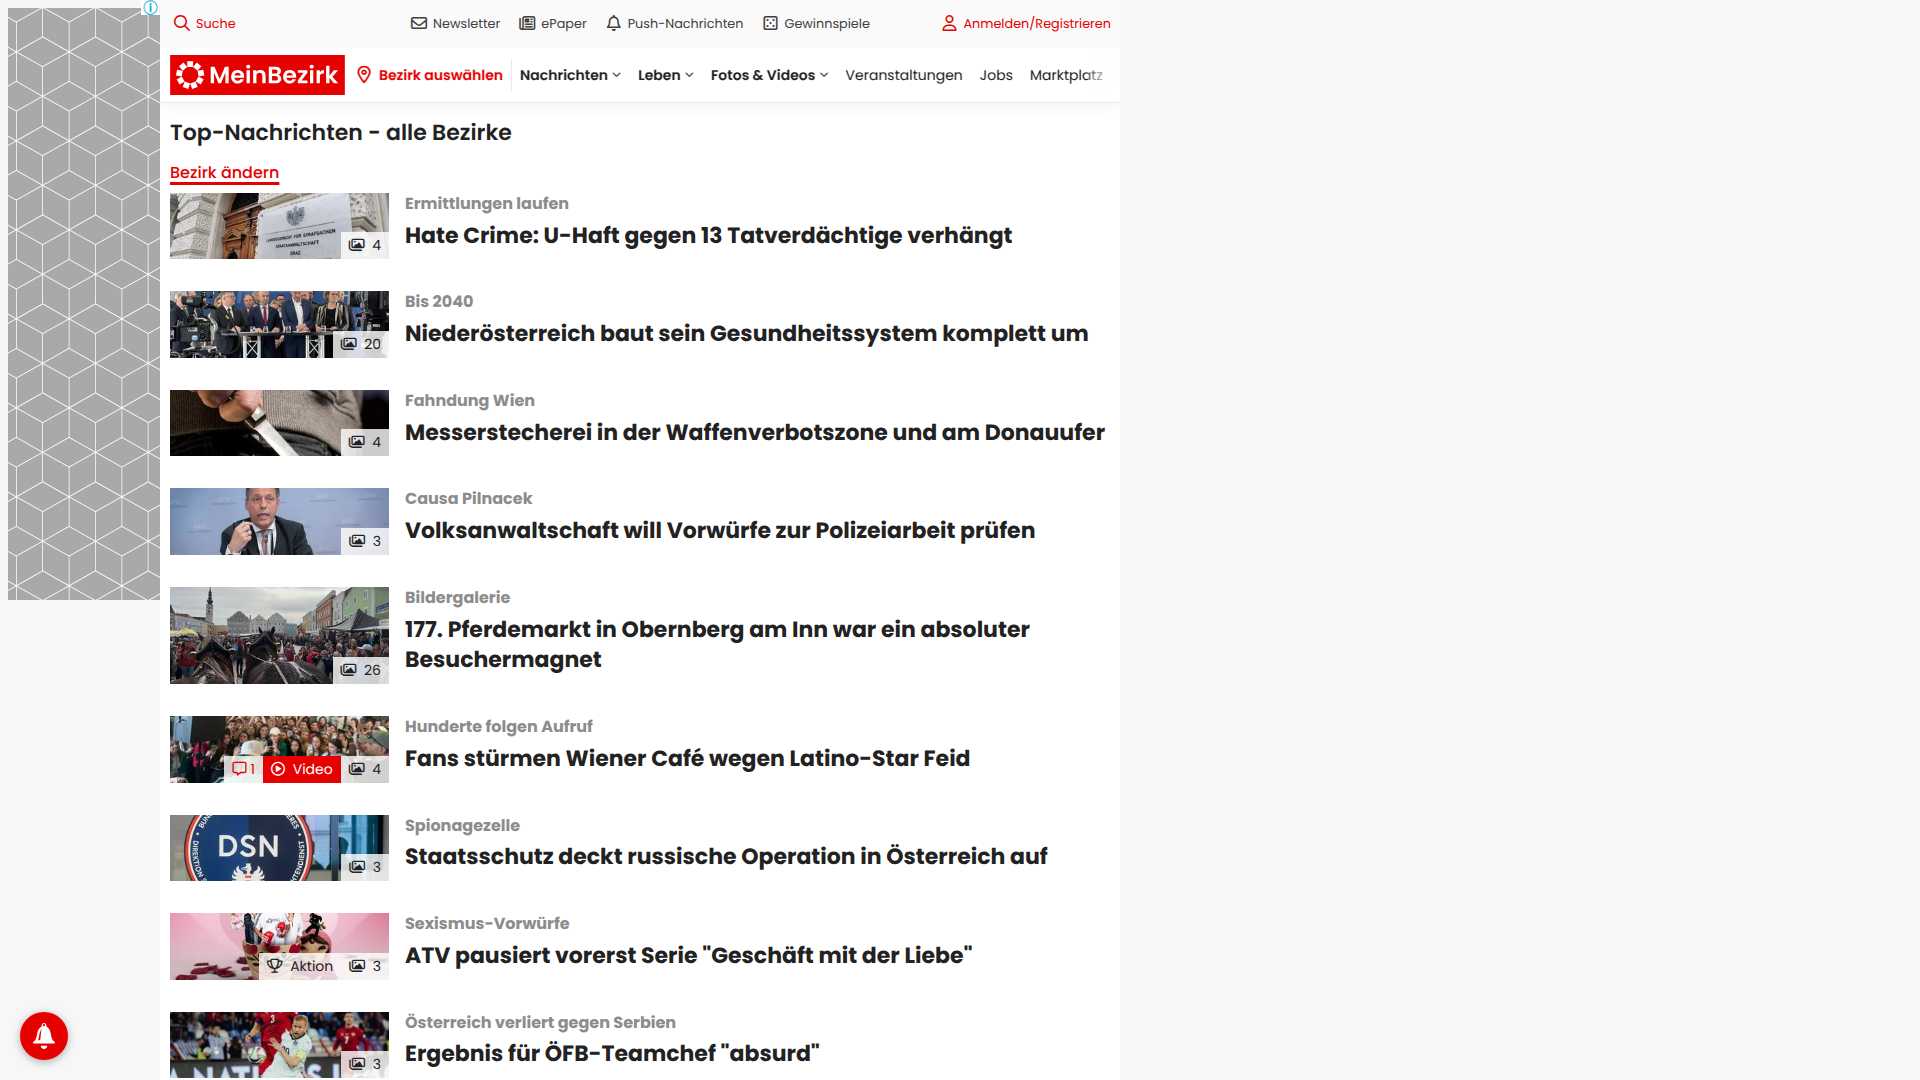 Suche
Newsletter
ePaper
Push-Nachrichten
Gewinnspiele
Anmelden/Registrieren
MeinBezirk
Bezirk auswählen
Nachrichten
Leben
Fotos & Videos
Veranstaltungen
Jobs
Marktplatz
Top-Nachrichten - alle Bezirke
Bezirk ändern
4
Ermittlungen laufen
Hate Crime: U-Haft gegen 13 Tatverdächtige verhängt
20
Bis 2040
Niederösterreich baut sein Gesundheitssystem komplett um
4
Fahndung Wien
Messerstecherei in der Waffenverbotszone und am Donauufer
3
Causa Pilnacek
Volksanwaltschaft will Vorwürfe zur Polizeiarbeit prüfen
26
Bildergalerie
177. Pferdemarkt in Obernberg am Inn war ein absoluter
Besuchermagnet
1
Video
4
Hunderte folgen Aufruf
Fans stürmen Wiener Café wegen Latino-Star Feid
DSN
3
Spionagezelle
Staatsschutz deckt russische Operation in Österreich auf
Aktion
3
Sexismus-Vorwürfe
ATV pausiert vorerst Serie "Geschäft mit der Liebe"
3
Österreich verliert gegen Serbien
Ergebnis für ÖFB-Teamchef "absurd"